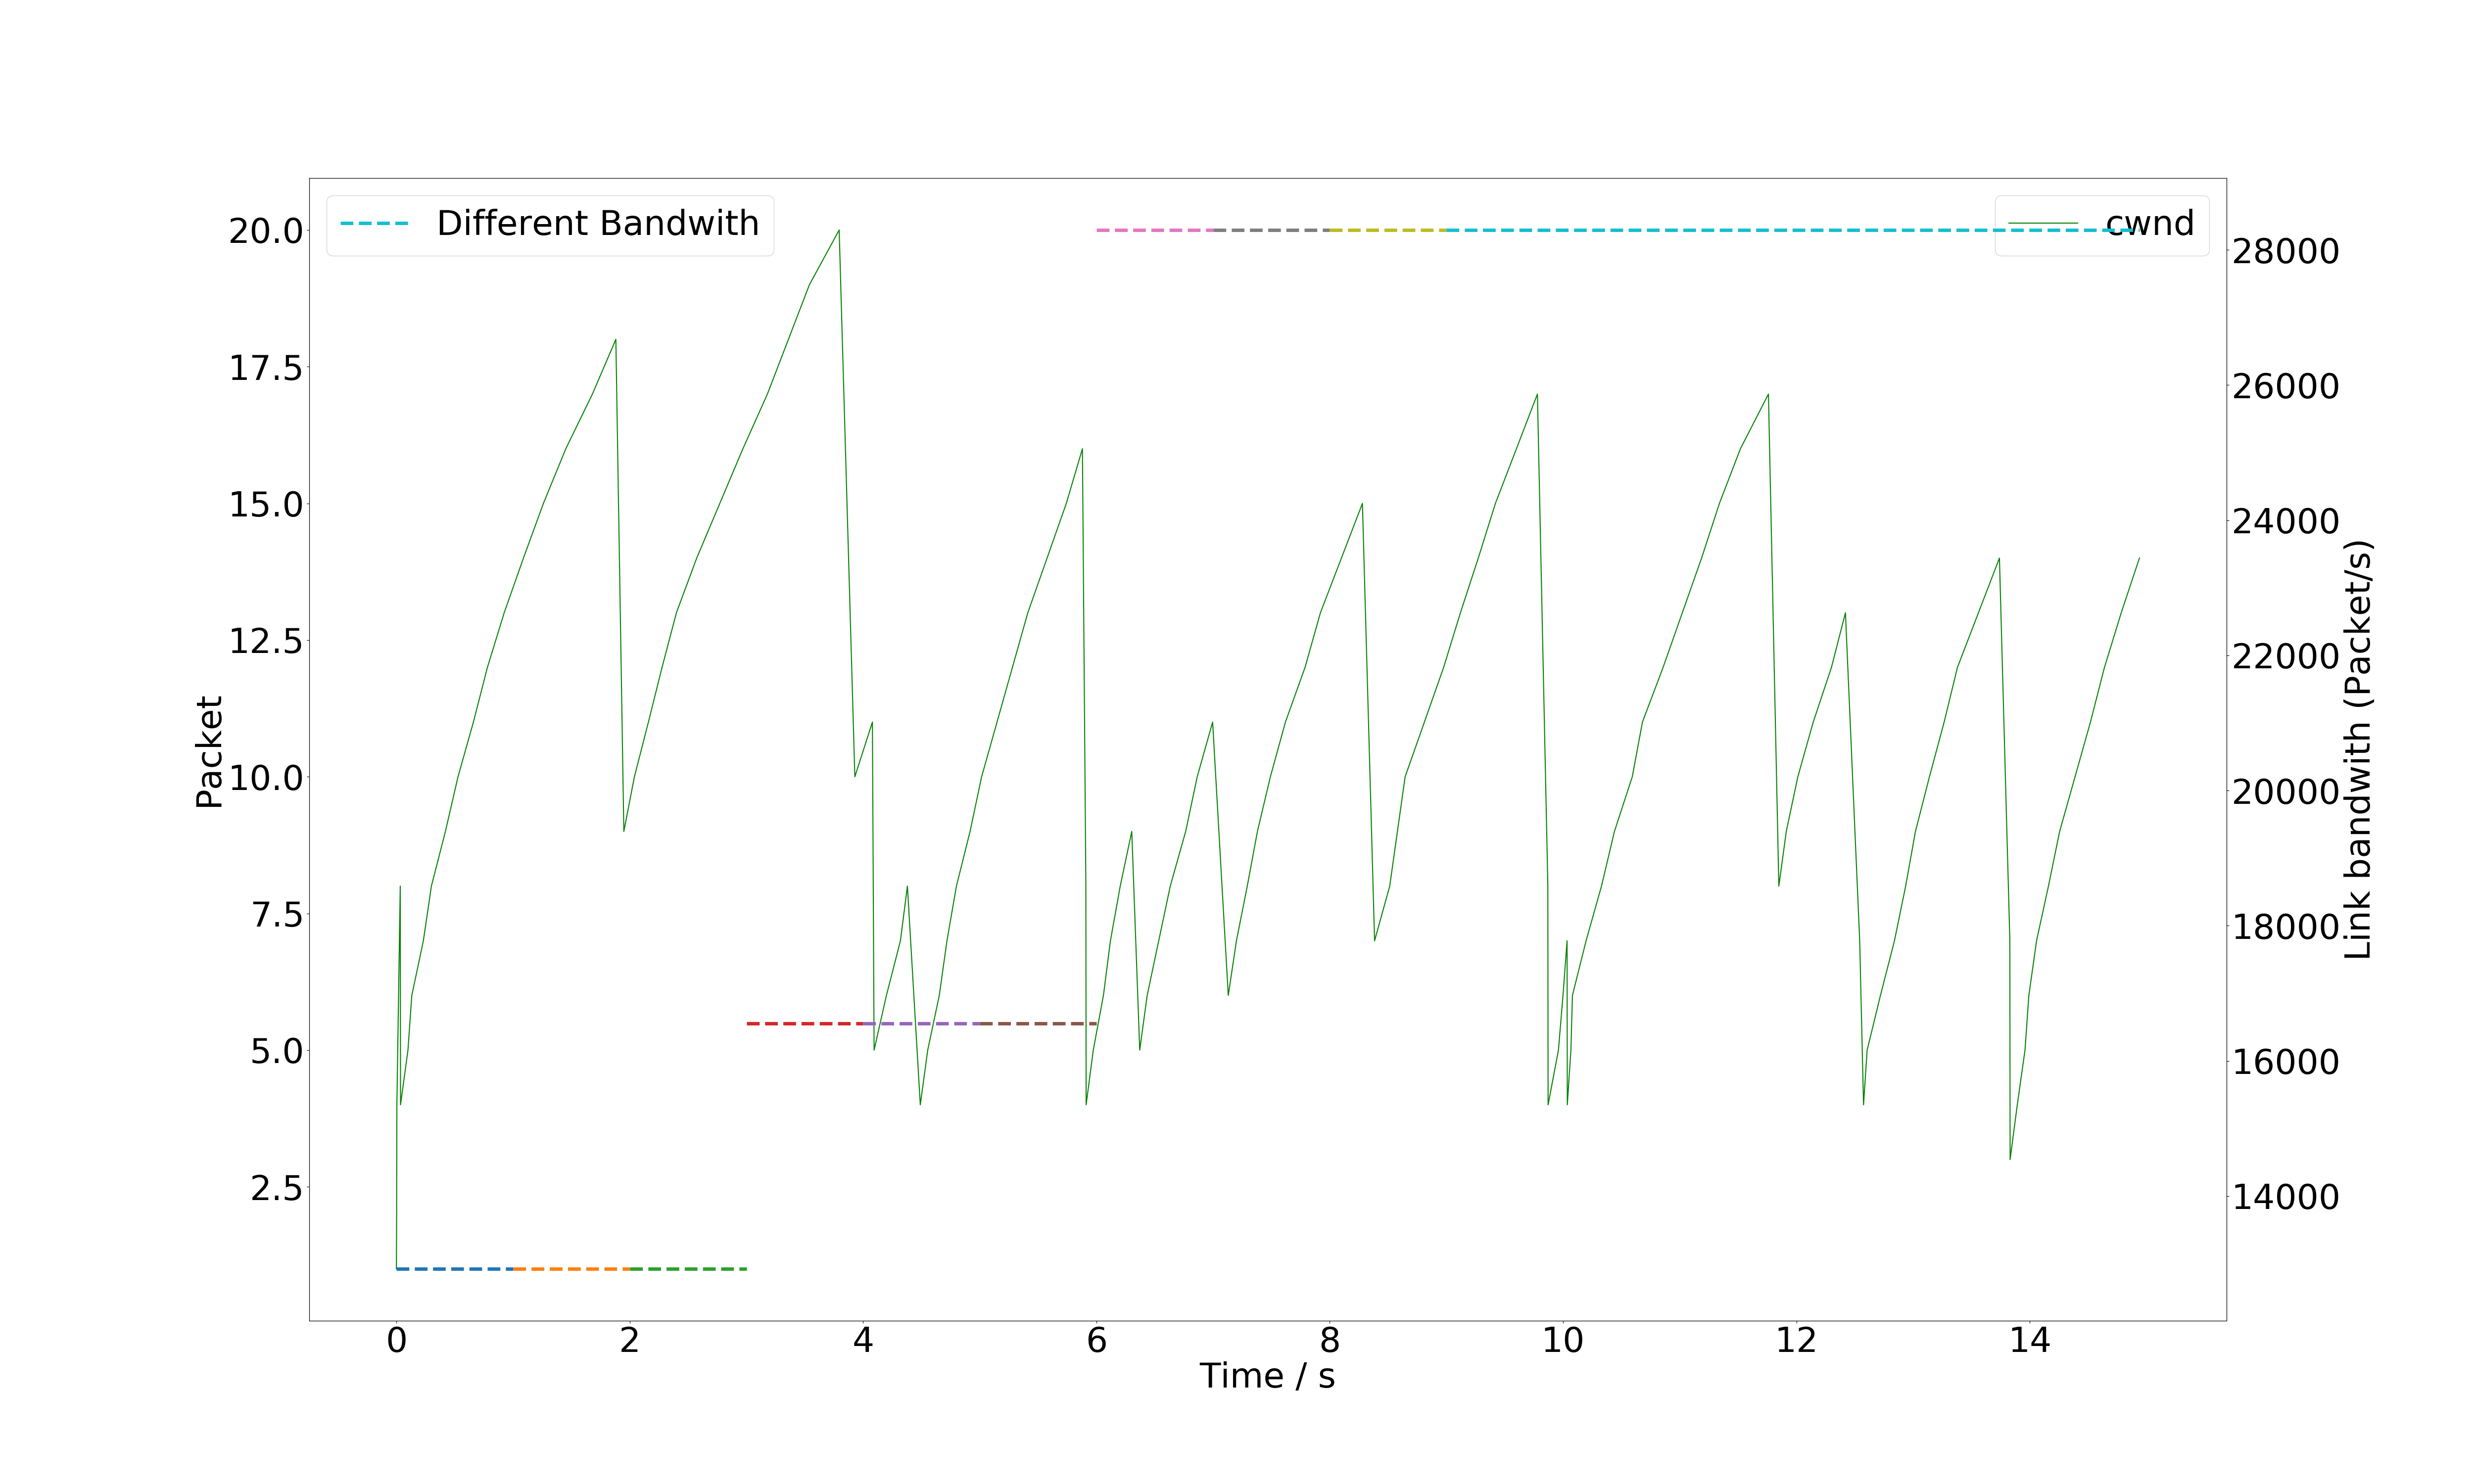 Different Bandwith
cwnd
20.0
17.5
15.0
12.5
10.0
7.5
5.0
2.5
Packet
28000
26000
24000
22000
20000
18000
16000
14000
Link bandwith (Packet/s)
0 2 4 6 8 10 12 14
Time / s